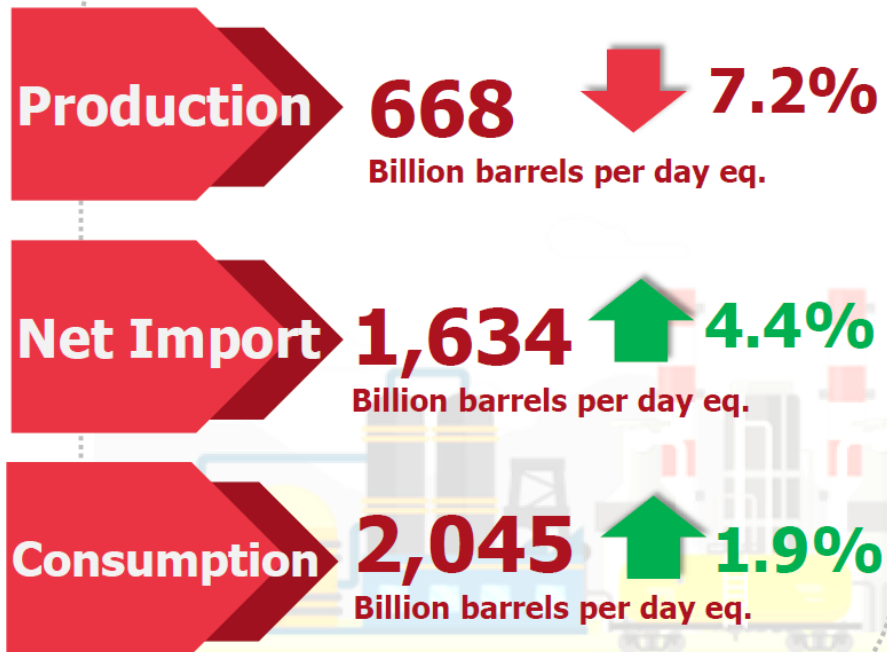 Production
668
7.2%
Billion barrels per day eq.
Net Import
1,634
4.4%
Billion barrels per day eq.
Consumption
2,045
1.9%
Billion barrels per day eq.